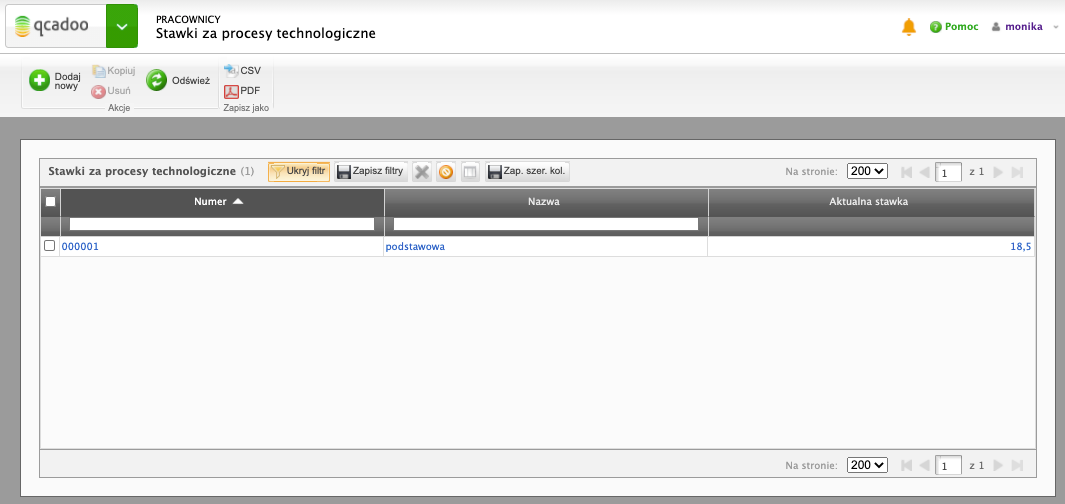 qcadoo
PRACOWNICY
Stawki za procesy technologiczne
Pomoc
monika
Dodaj nowy
Kopiuj
Usuń
Odśwież
CSV
PDF
Akcje
Zapisz jako
Stawki za procesy technologiczne (1)
Ukryj filtr
Zapisz filtry
Zap. szer. kol.
Na stronie: 200
1 z 1
Numer
Nazwa
Aktualna stawka
000001
podstawowa
18,5
Na stronie: 200
1 z 1